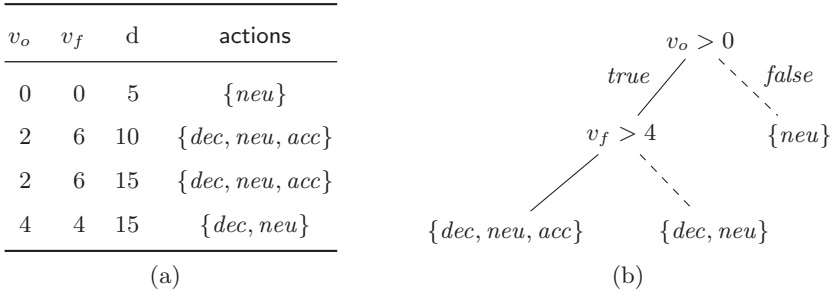 v_o v_f d actions
0 0 5 {neu}
2 6 10 {dec, neu, acc}
2 6 15 {dec, neu, acc}
4 4 15 {dec, neu}
(a)
v_o > 0
true false
v_f > 4 {neu}
{dec, neu, acc} {dec, neu}
(b)